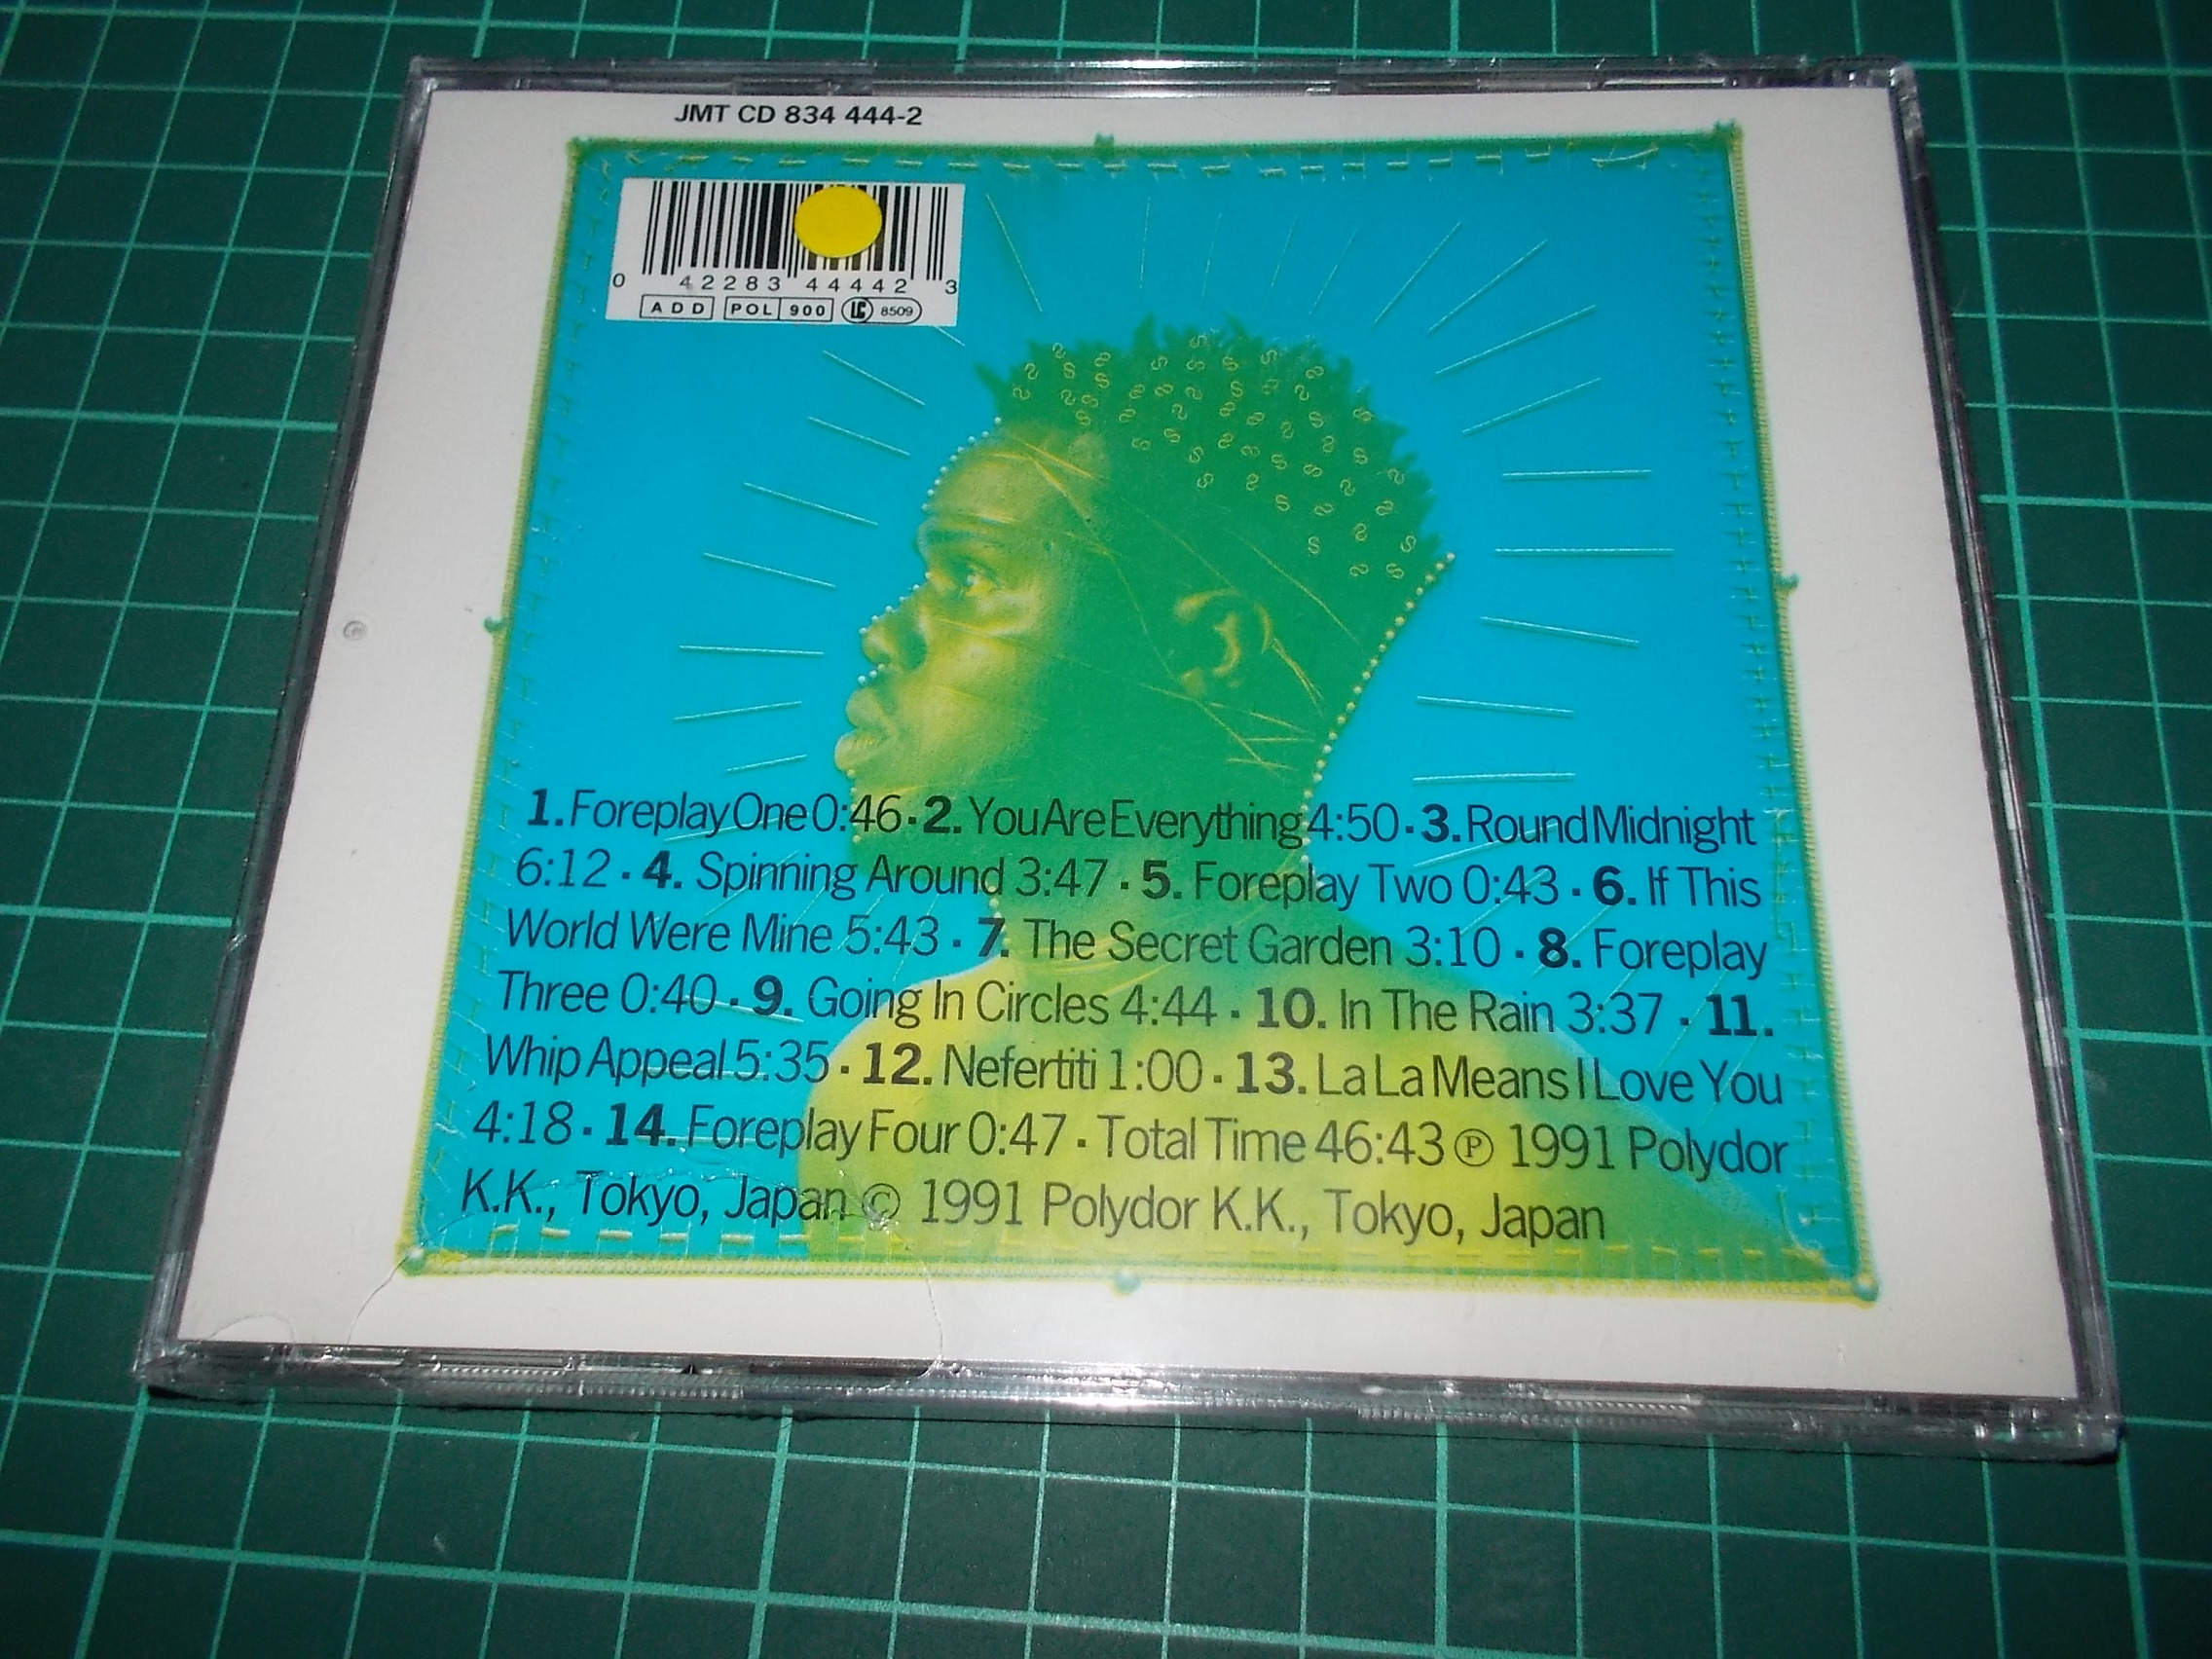 JMT CD 834 444-2
0 42283 44442 3
ADD POL 900 LC 8509
1. Foreplay One 0:46 · 2. You Are Everything 4:50 · 3. Round Midnight
6:12 · 4. Spinning Around 3:47 · 5. Foreplay Two 0:43 · 6. If This
World Were Mine 5:43 · 7. The Secret Garden 3:10 · 8. Foreplay
Three 0:40 · 9. Going In Circles 4:44 · 10. In The Rain 3:37 · 11.
Whip Appeal 5:35 · 12. Nefertiti 1:00 · 13. La La Means I Love You
4:18 · 14. Foreplay Four 0:47 · Total Time 46:43 ℗ 1991 Polydor
K.K., Tokyo, Japan © 1991 Polydor K.K., Tokyo, Japan